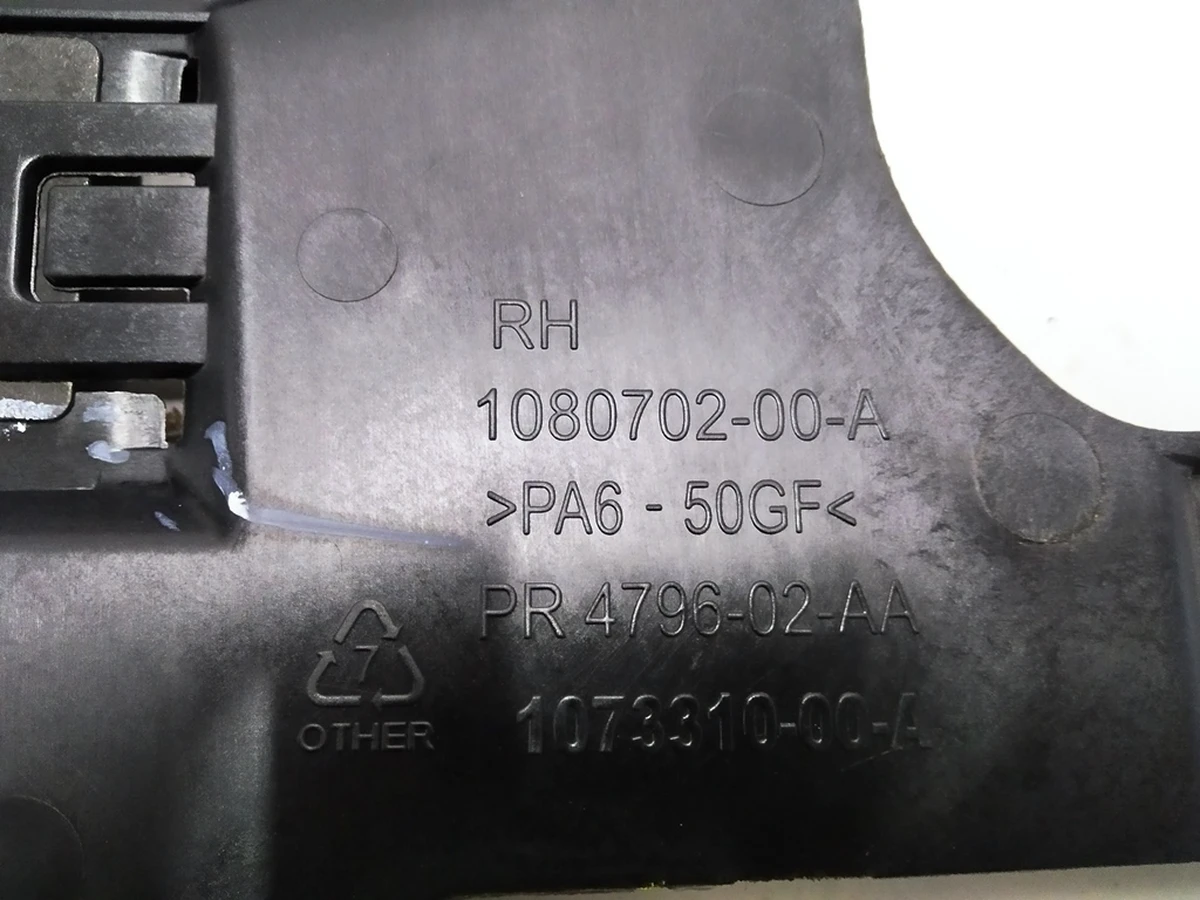 RH
1080702-00-A
>PA6 - 50GF<
PR 4796-02-AA
7
OTHER
1073310-00-A